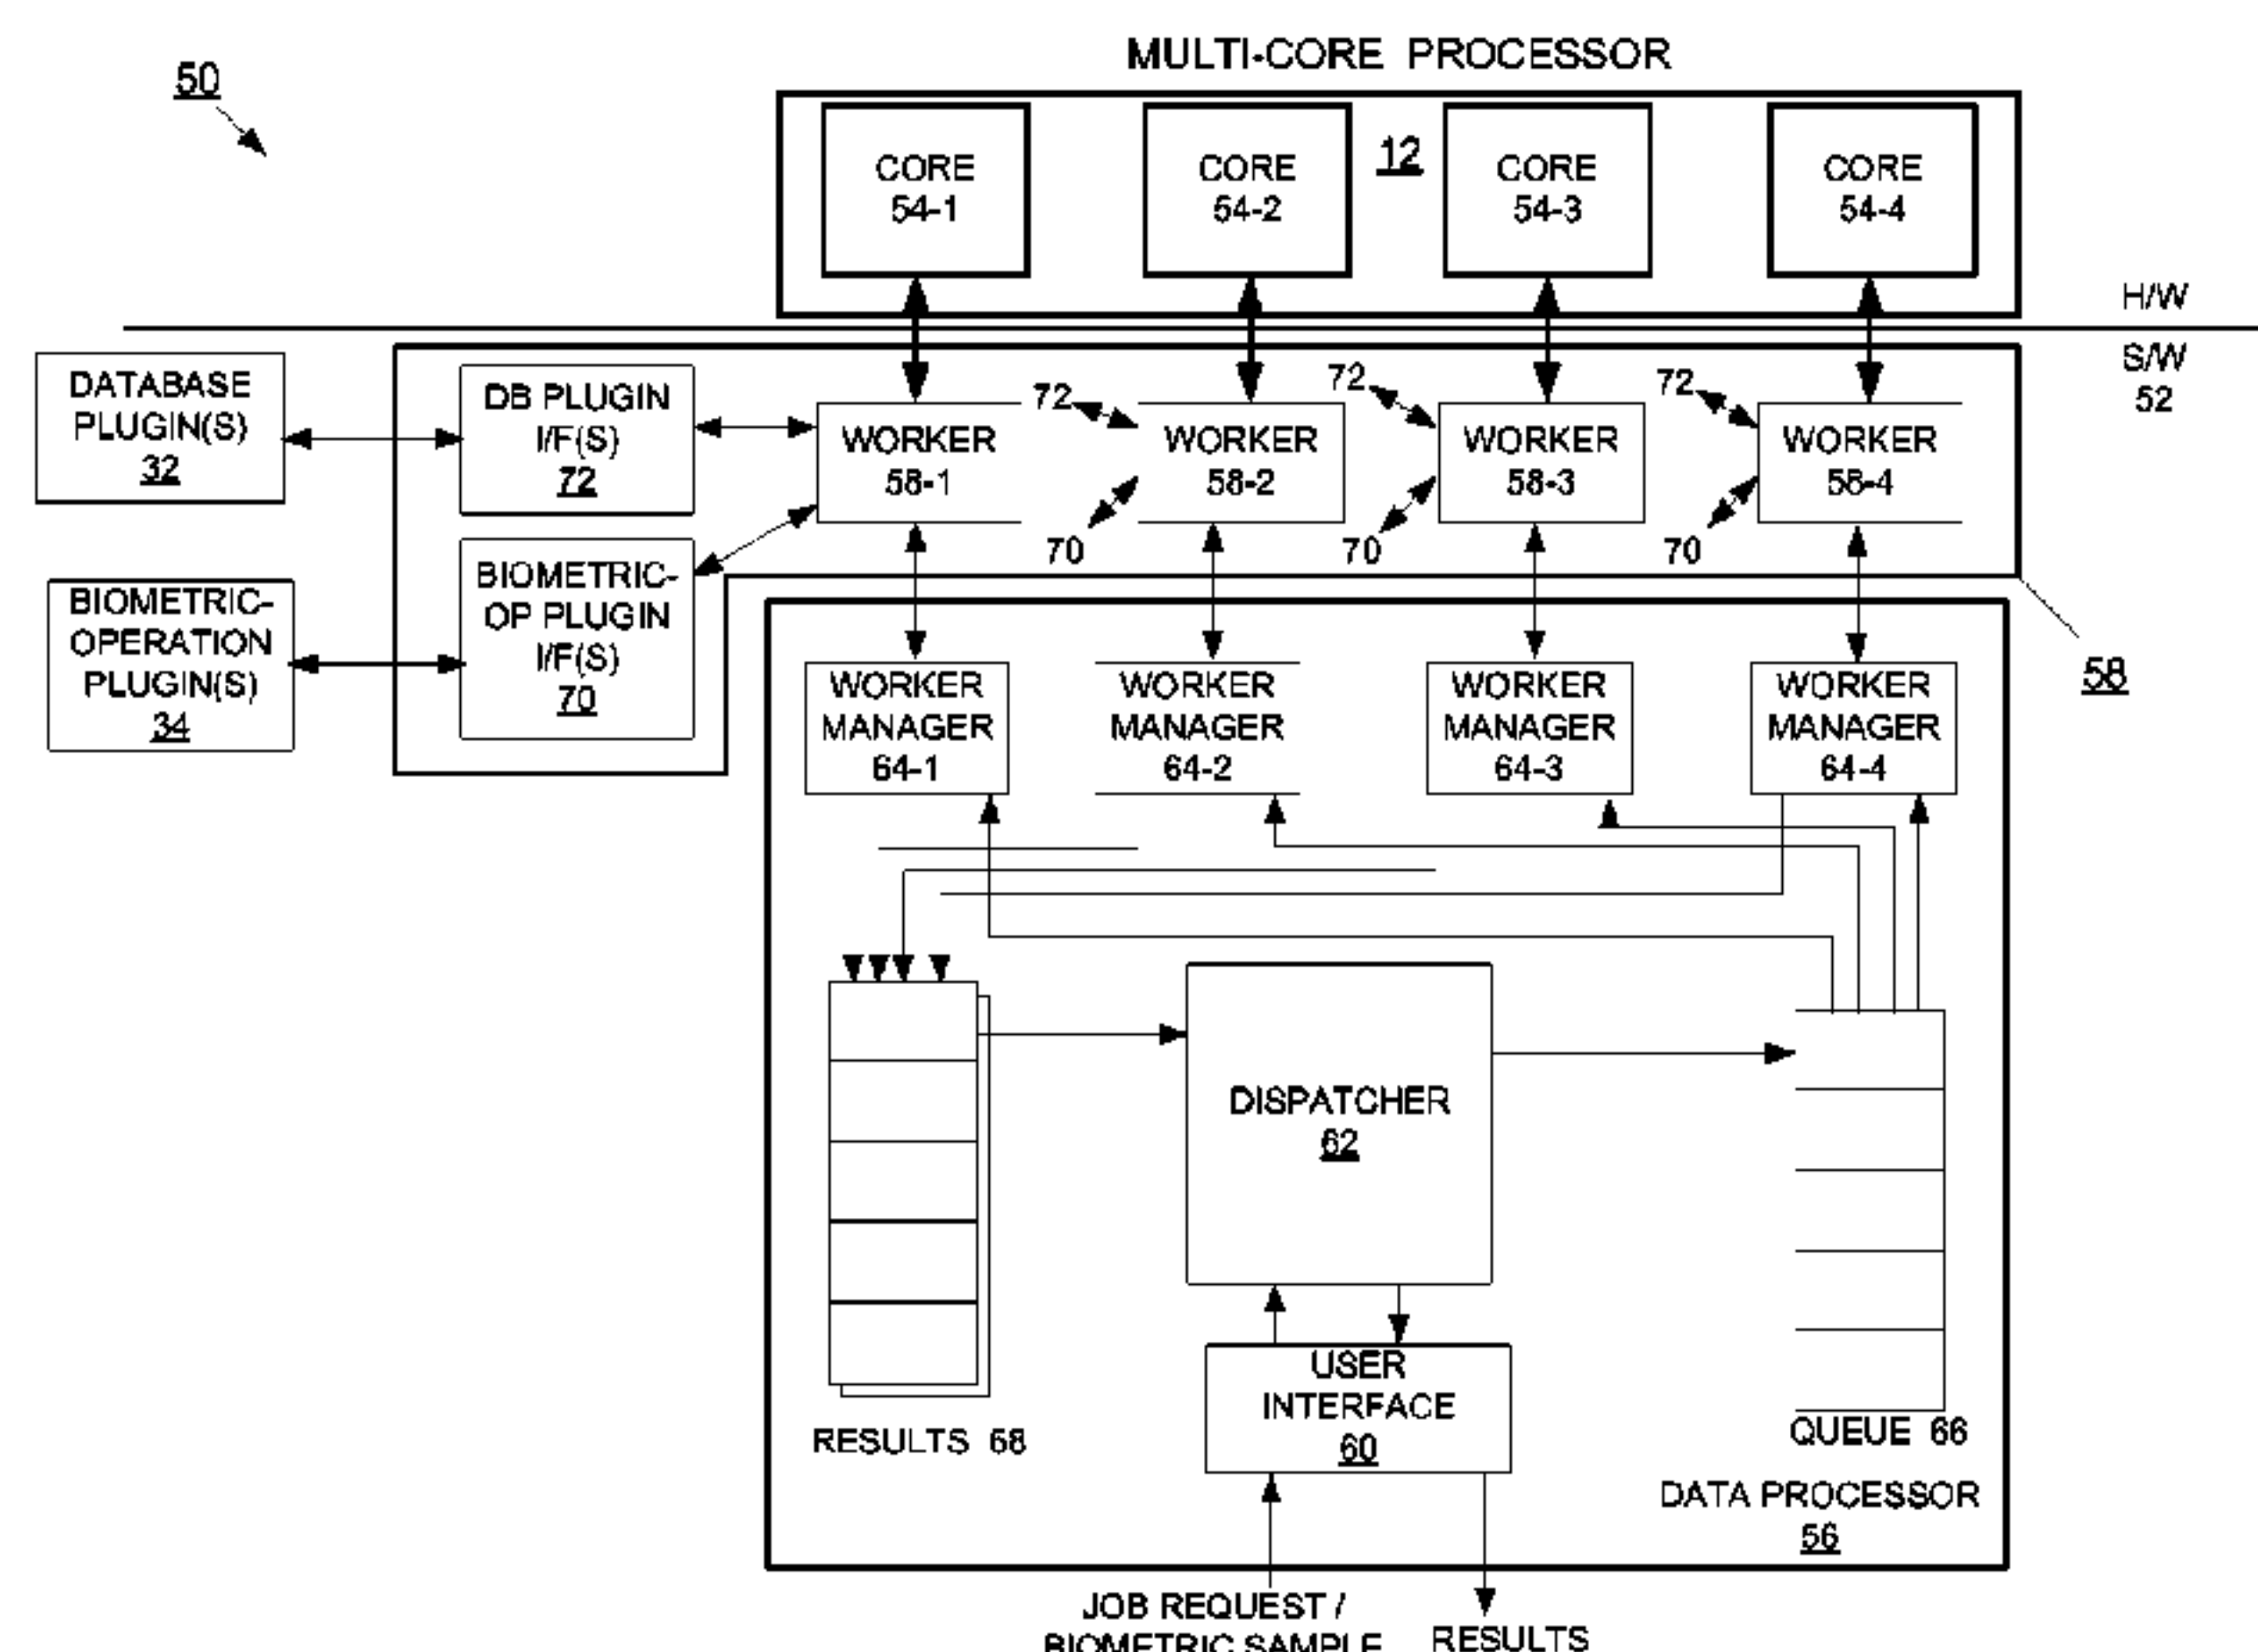 MULTI-CORE PROCESSOR
50
12
CORE
54-1
CORE
54-2
CORE
54-3
CORE
54-4
H/W
S/W
52
DATABASE
PLUGIN(S)
32
DB PLUGIN
I/F(S)
72
WORKER
58-1
72
70
WORKER
58-2
72
70
WORKER
58-3
72
70
WORKER
58-4
BIOMETRIC-
OPERATION
PLUGIN(S)
34
BIOMETRIC-
OP PLUGIN
I/F(S)
70
58
WORKER
MANAGER
64-1
WORKER
MANAGER
64-2
WORKER
MANAGER
64-3
WORKER
MANAGER
64-4
DISPATCHER
62
USER
INTERFACE
60
RESULTS 68
QUEUE 66
DATA PROCESSOR
56
JOB REQUEST /
BIOMETRIC SAMPLE
RESULTS